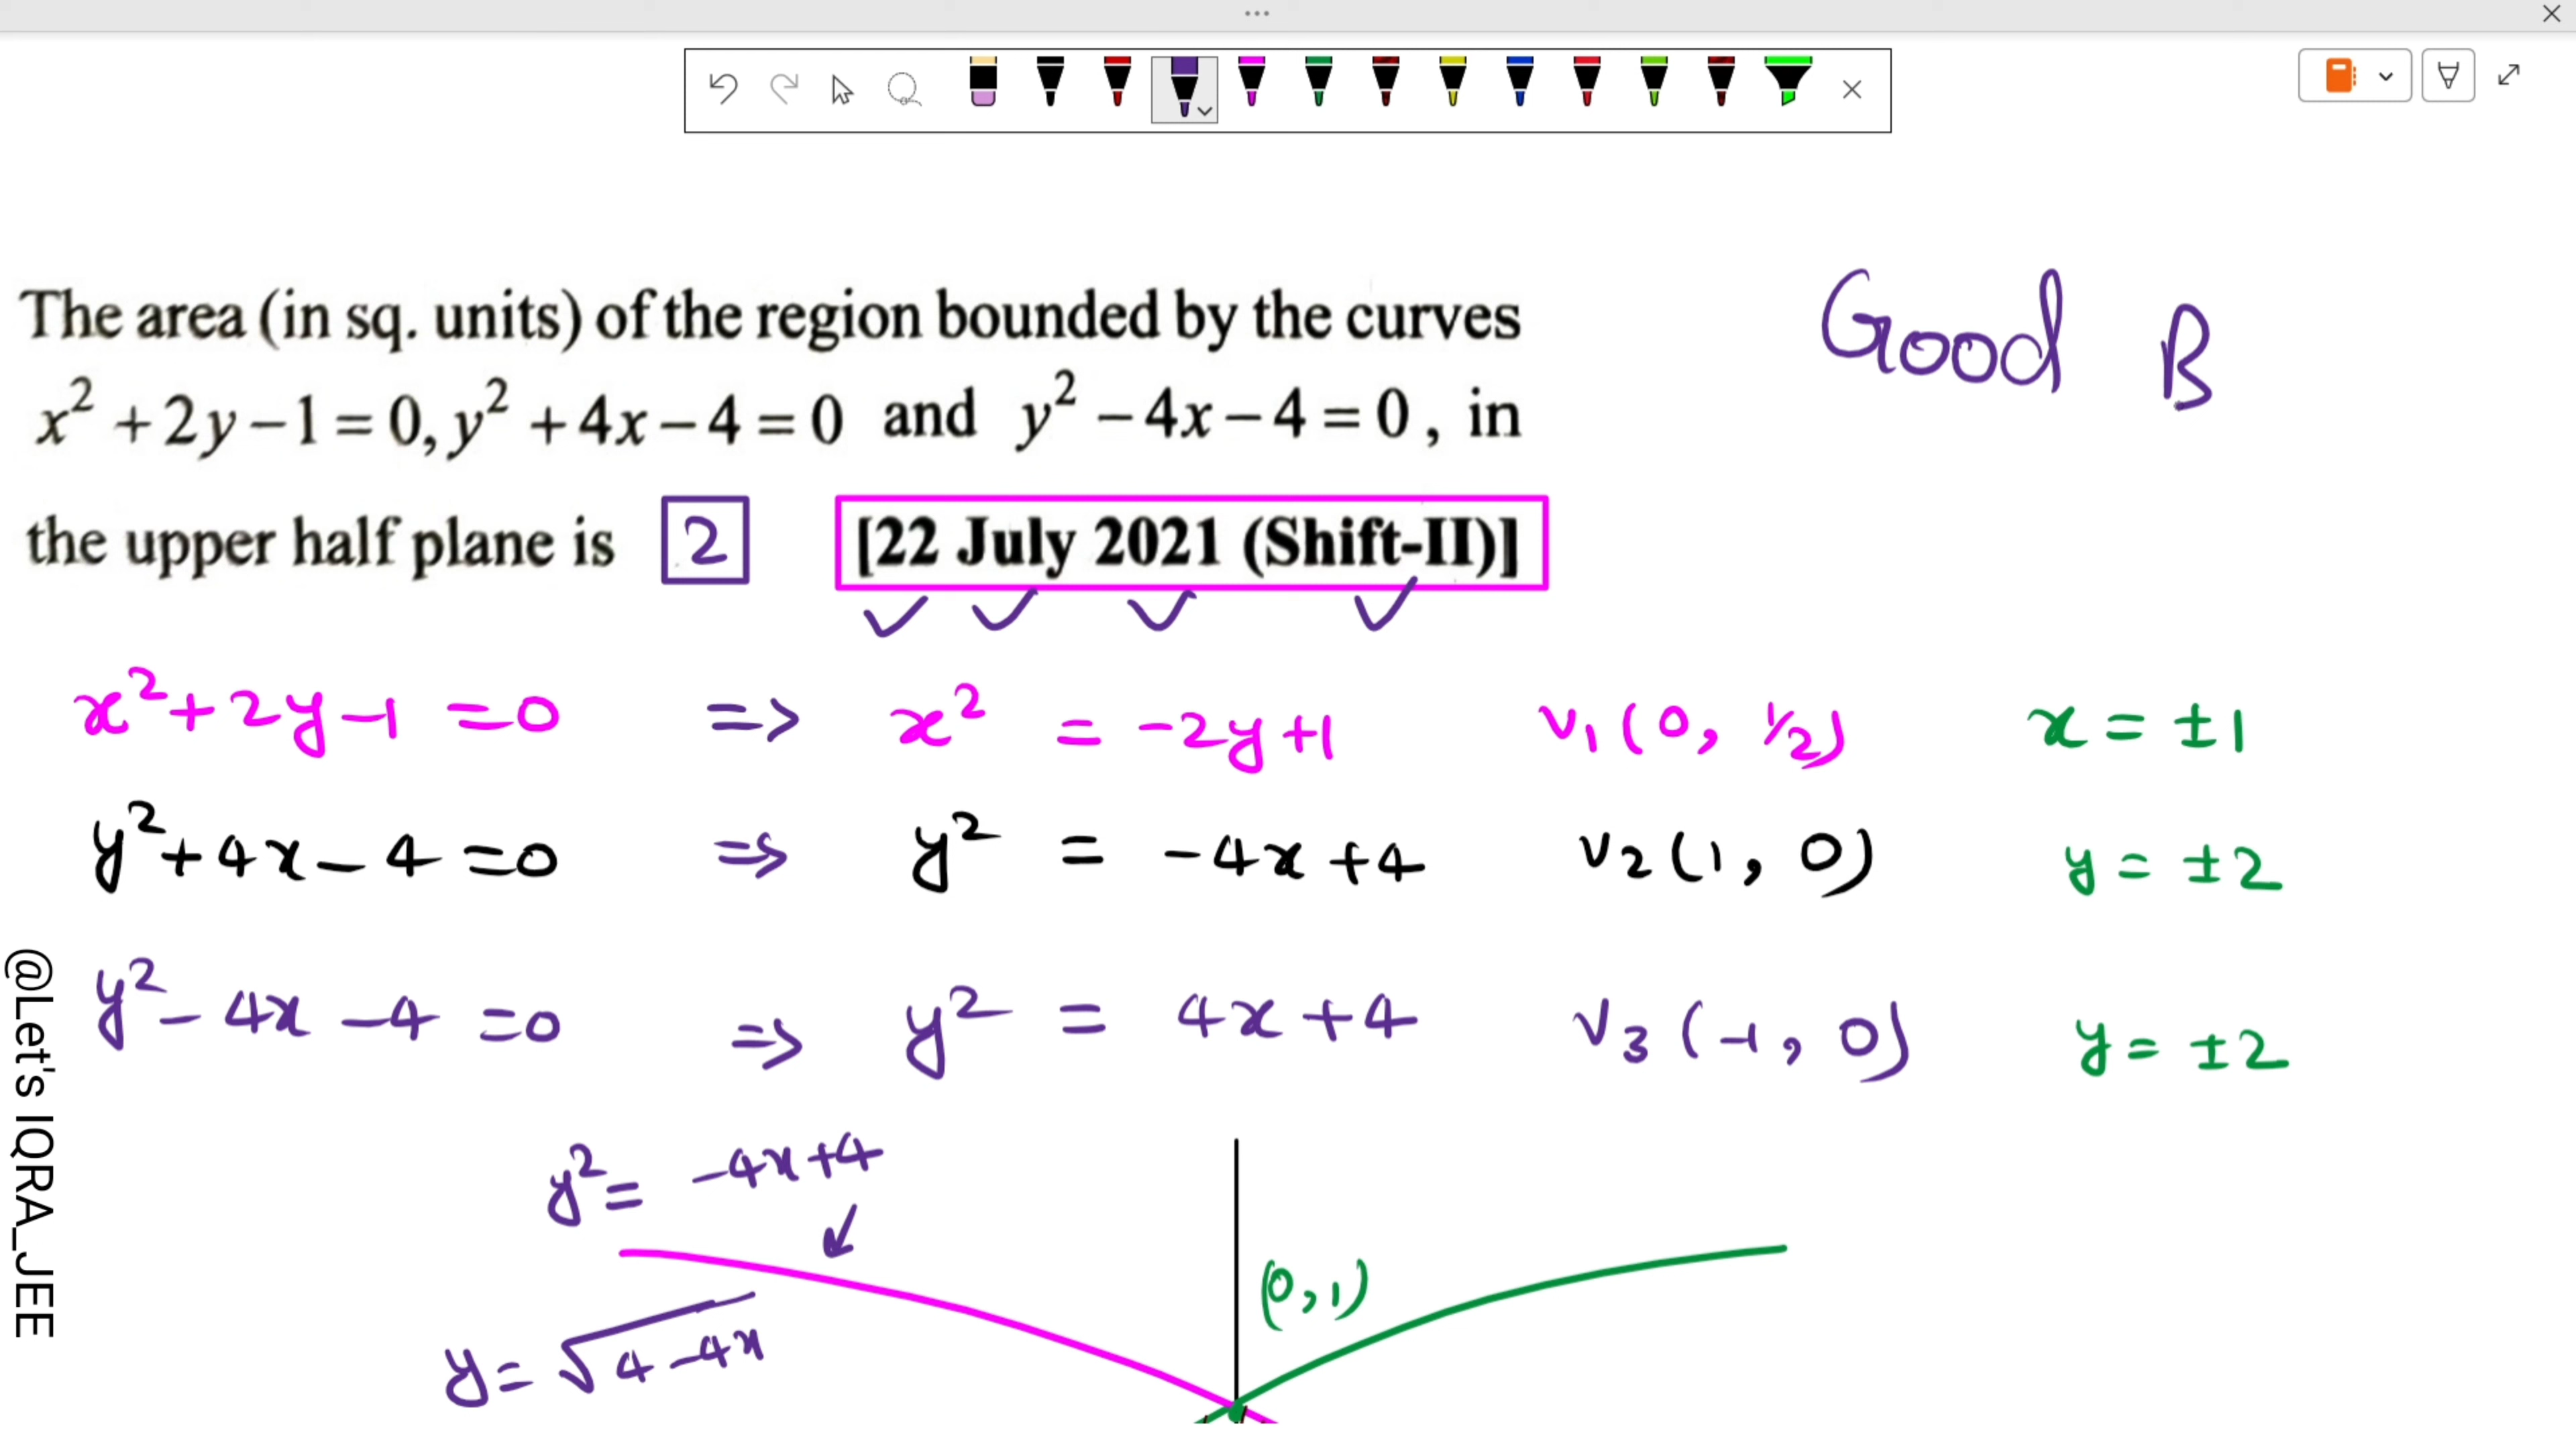 The area (in sq. units) of the region bounded by the curves
x² + 2y – 1 = 0, y² + 4x – 4 = 0 and y² – 4x – 4 = 0, in
the upper half plane is 2 [22 July 2021 (Shift-II)]
Good B
x² + 2y – 1 = 0 => x² = -2y + 1 V₁ (0, 1/2) x = ±1
y² + 4x – 4 = 0 => y² = -4x + 4 V₂ (1, 0) y = ±2
y² – 4x – 4 = 0 => y² = 4x + 4 V₃ (-1, 0) y = ±2
y² = -4x + 4
(0, 1)
y = √4 - 4x
@Let's IQRA_JEE